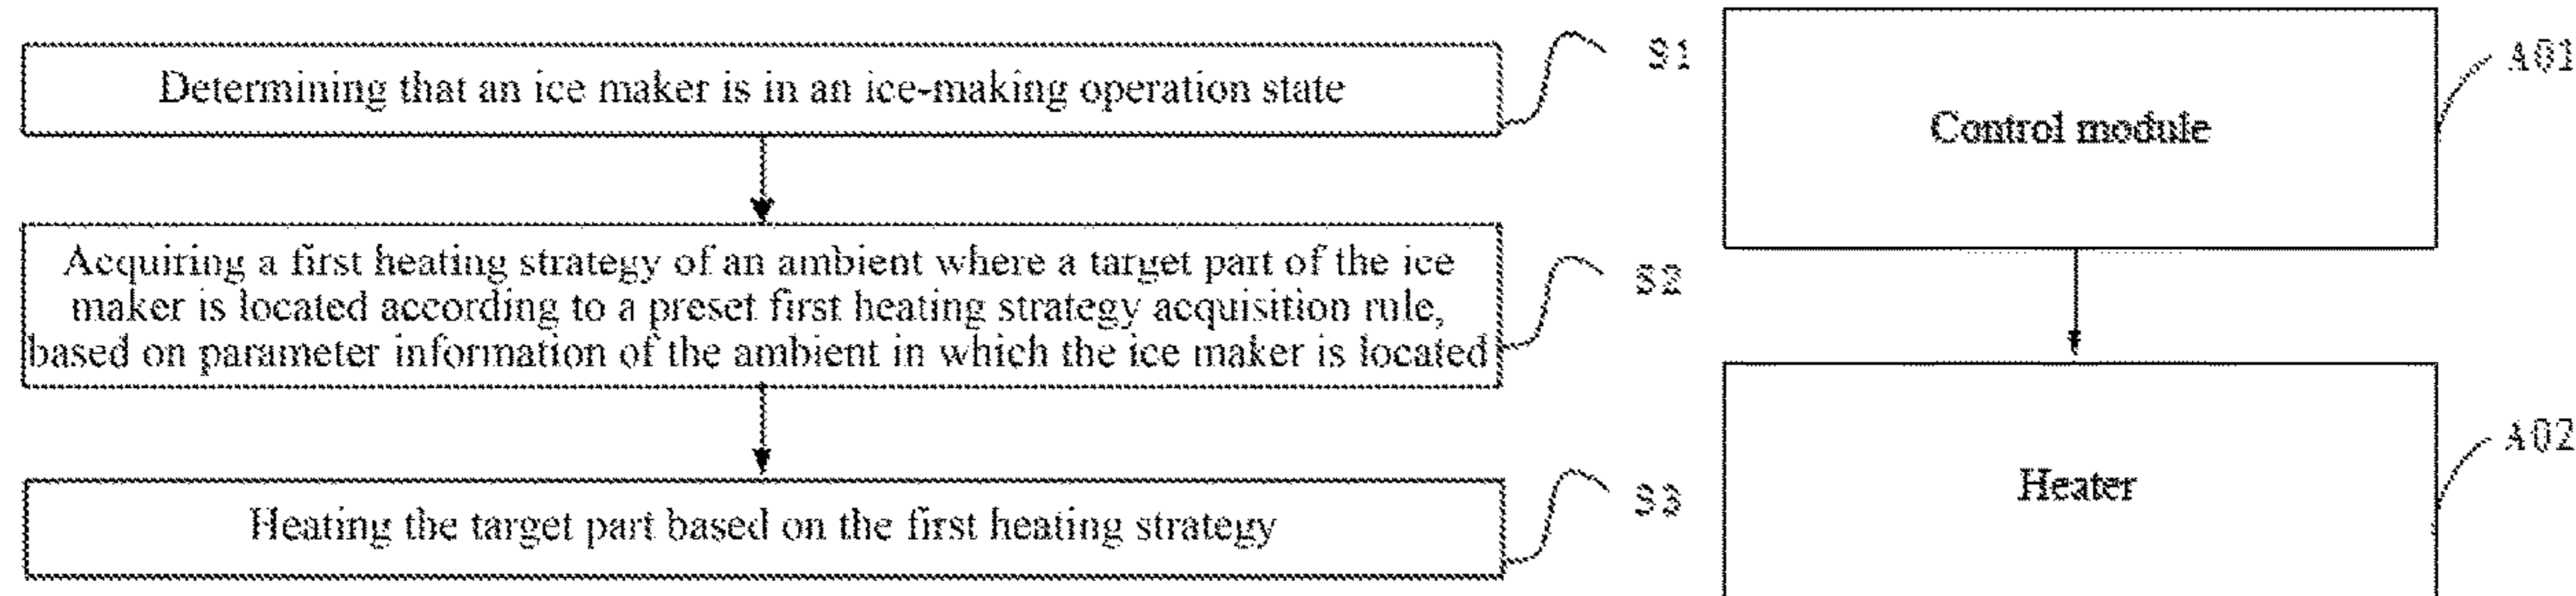 Determining that an ice maker is in an ice-making operation state
S1
Acquiring a first heating strategy of an ambient where a target part of the ice
maker is located according to a preset first heating strategy acquisition rule,
based on parameter information of the ambient in which the ice maker is located
S2
Heating the target part based on the first heating strategy
S3
Control module
A01
Heater
A02